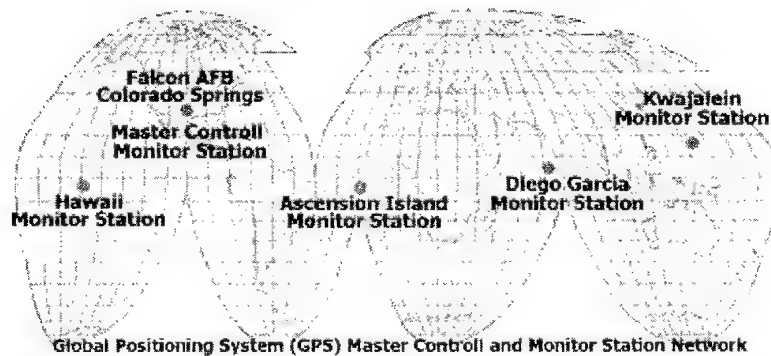 Falcon AFB
Colorado Springs
Master Controll
Monitor Station
Kwajalein
Monitor Station
Hawaii
Monitor Station
Ascension Island
Monitor Station
Diego Garcia
Monitor Station
Global Positioning System (GPS) Master Controll and Monitor Station Network